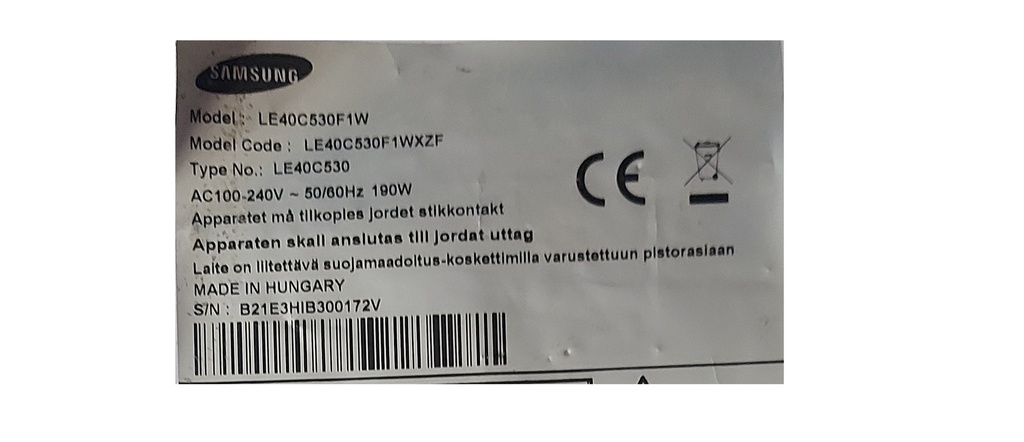 SAMSUNG
Model : LE40C530F1W
Model Code : LE40C530F1WXZF
Type No.: LE40C530
AC100-240V ~ 50/60Hz 190W
Apparatet må tilkoples jordet stikkontakt
Apparaten skall anslutas till jordat uttag
Laite on liitettävä suojamaadoitus-koskettimilla varustettuun pistorasiaan
MADE IN HUNGARY
S/N : B21E3HIB300172V
CE